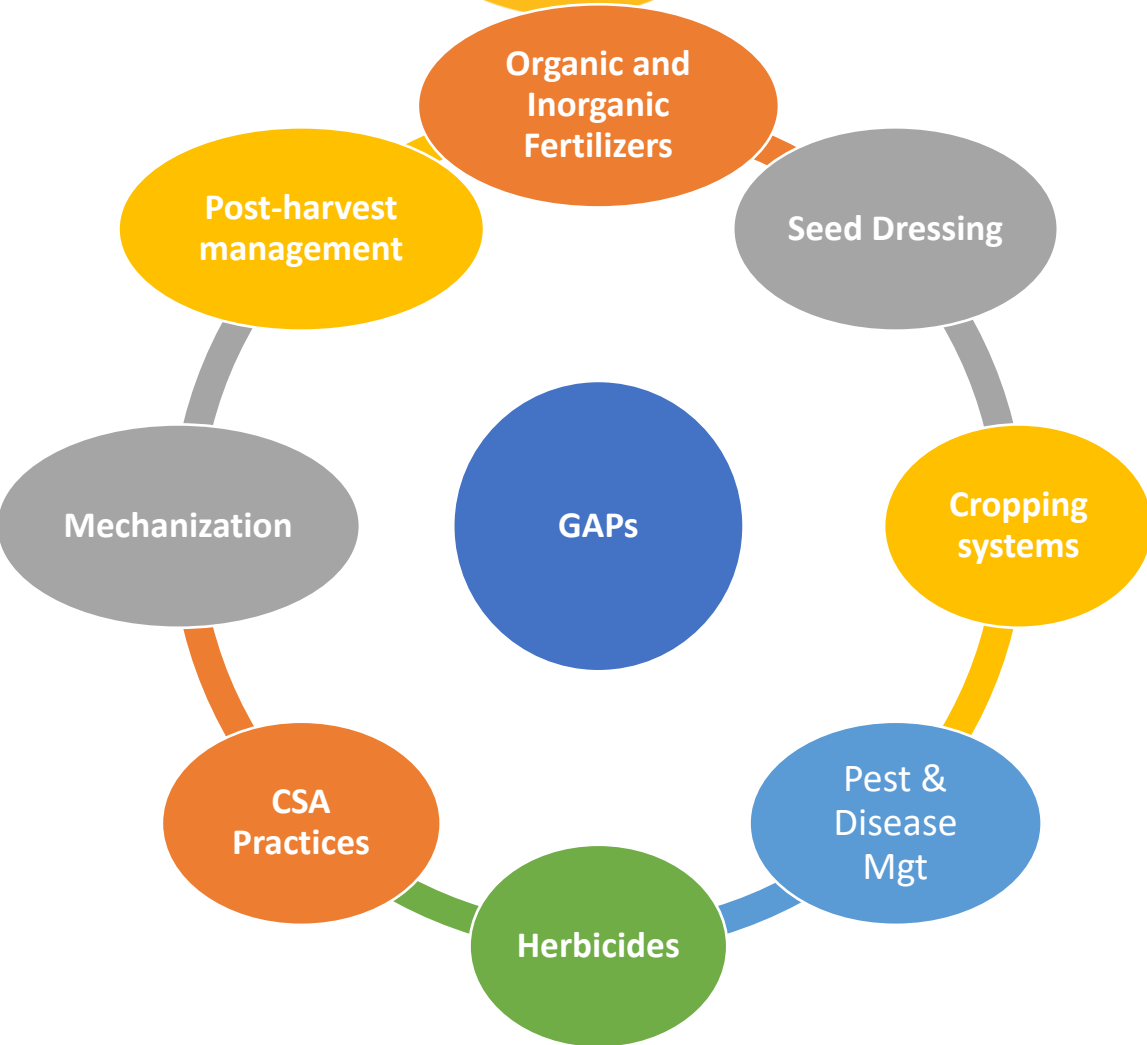 Organic and
Inorganic
Fertilizers
Post-harvest
management
Seed Dressing
Mechanization
GAPs
Cropping
systems
Pest &
Disease
Mgt
CSA
Practices
Herbicides